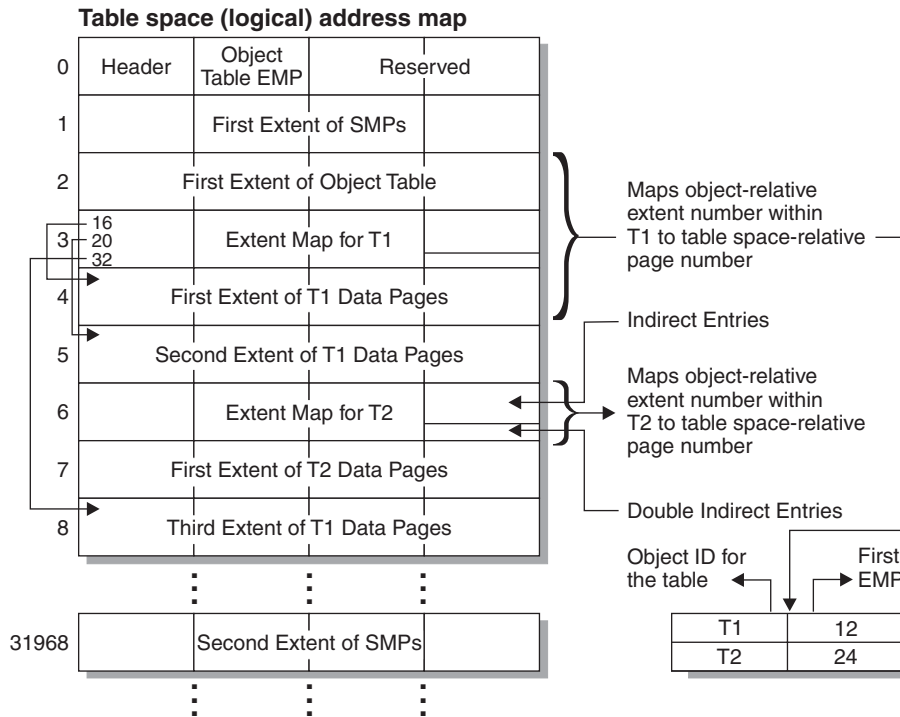 Table space (logical) address map
0
Header
Object
Table EMP
Reserved
1
First Extent of SMPs
2
First Extent of Object Table
3
16
20
32
Extent Map for T1
4
First Extent of T1 Data Pages
5
Second Extent of T1 Data Pages
6
Extent Map for T2
7
First Extent of T2 Data Pages
8
Third Extent of T1 Data Pages
31968
Second Extent of SMPs
Maps object-relative
extent number within
T1 to table space-relative
page number
Indirect Entries
Maps object-relative
extent number within
T2 to table space-relative
page number
Double Indirect Entries
Object ID for
the table
First
EMP
T1 12
T2 24